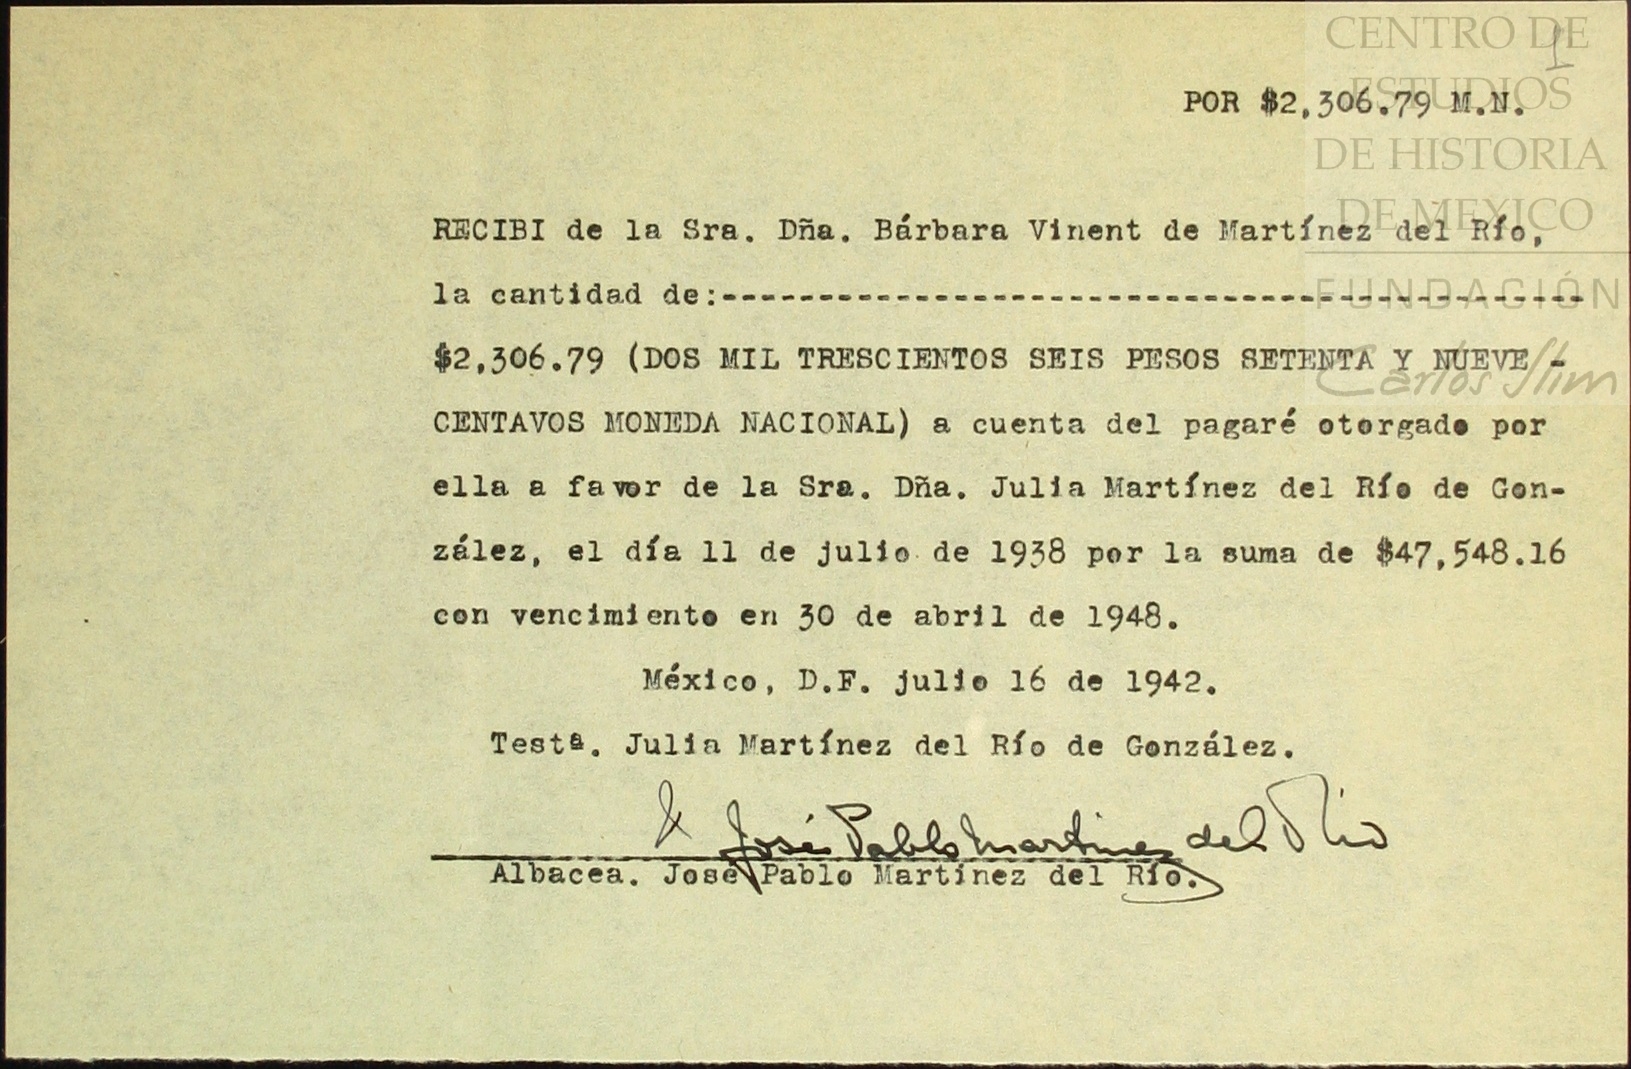 CENTRO DE
ESTUDIOS
DE HISTORIA
DE MEXICO
FUNDACIÓN
Carlos Slim
1
POR $2,306.79 M.N.
RECIBI de la Sra. Dña. Bárbara Vinent de Martínez del Río,
la cantidad de:---------------------------------------------
$2,306.79 (DOS MIL TRESCIENTOS SEIS PESOS SETENTA Y NUEVE -
CENTAVOS MONEDA NACIONAL) a cuenta del pagaré otorgado por
ella a favor de la Sra. Dña. Julia Martínez del Río de Gon-
zález, el día 11 de julio de 1938 por la suma de $47,548.16
con vencimiento en 30 de abril de 1948.
México, D.F. julio 16 de 1942.
Testª. Julia Martínez del Río de González.
José Pablo Martinez del Rio
Albacea. José Pablo Martínez del Río.